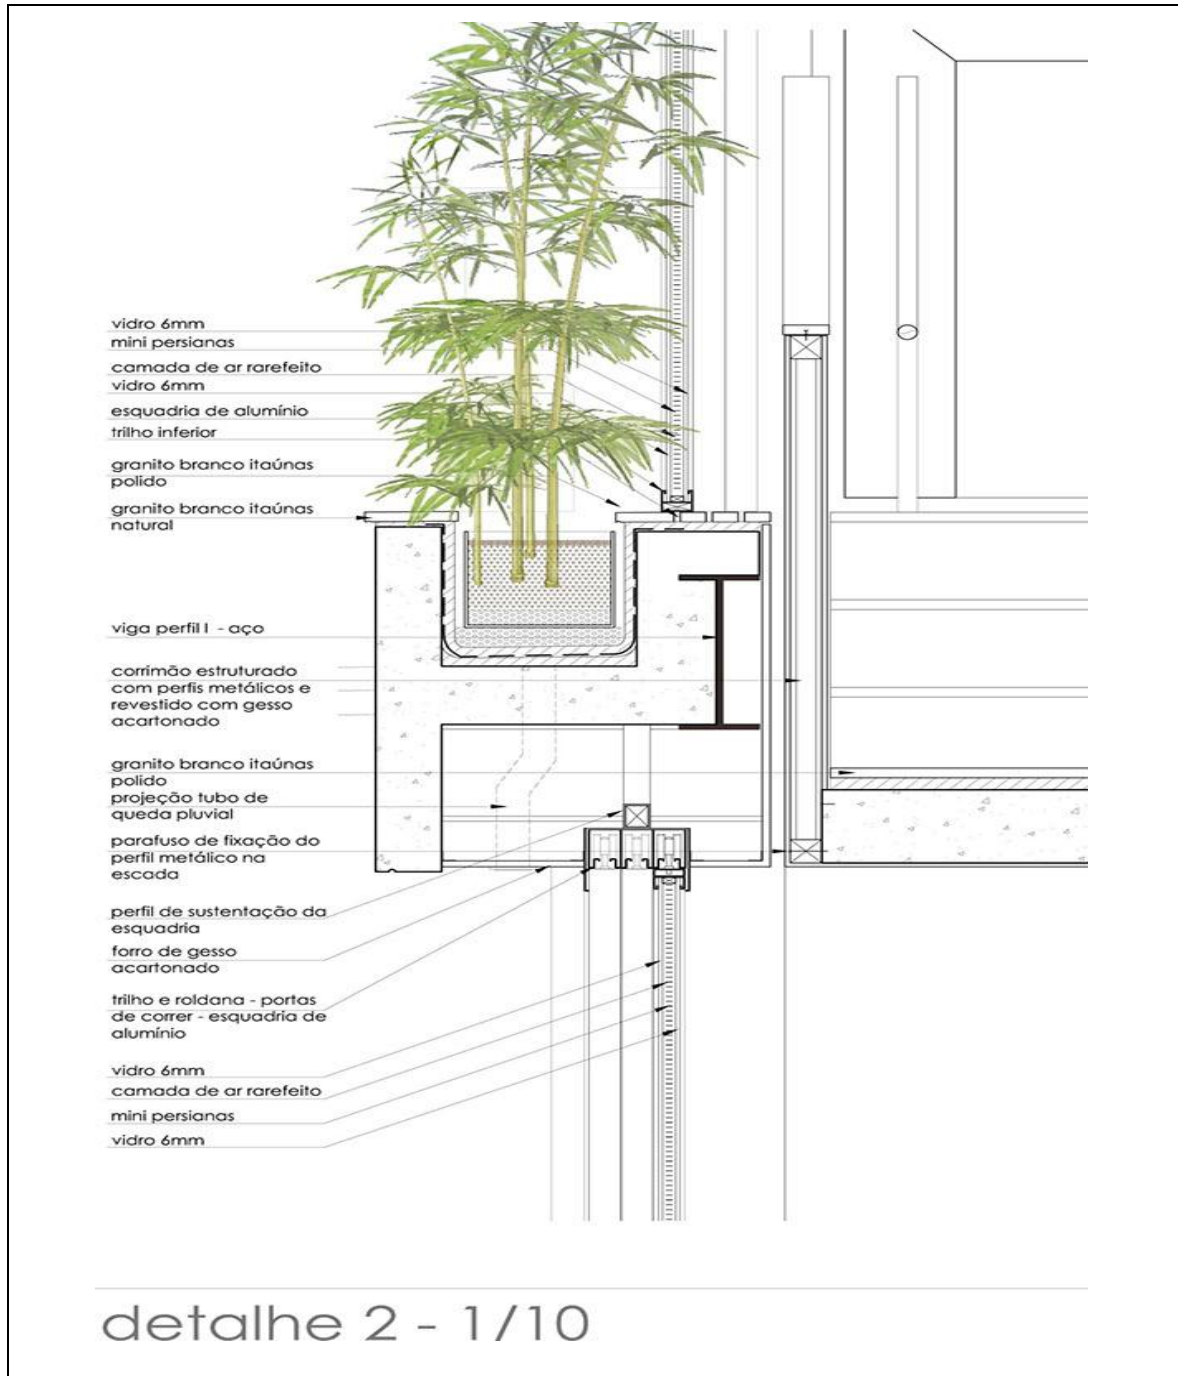 vidro 6mm
mini persianas
camada de ar rarefeito
vidro 6mm
esquadria de alumínio
trilho inferior
granito branco itaúnas
polido
granito branco itaúnas
natural
viga perfil I - aço
corrimão estruturado
com perfis metálicos e
revestido com gesso
acartonado
granito branco itaúnas
polido
projeção tubo de
queda pluvial
parafuso de fixação do
perfil metálico na
escada
perfil de sustentação da
esquadria
forro de gesso
acartonado
trilho e roldana - portas
de correr - esquadria de
alumínio
vidro 6mm
camada de ar rarefeito
mini persianas
vidro 6mm
detalhe 2 - 1/10